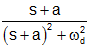 s+a
(s+a)² + ω_d²